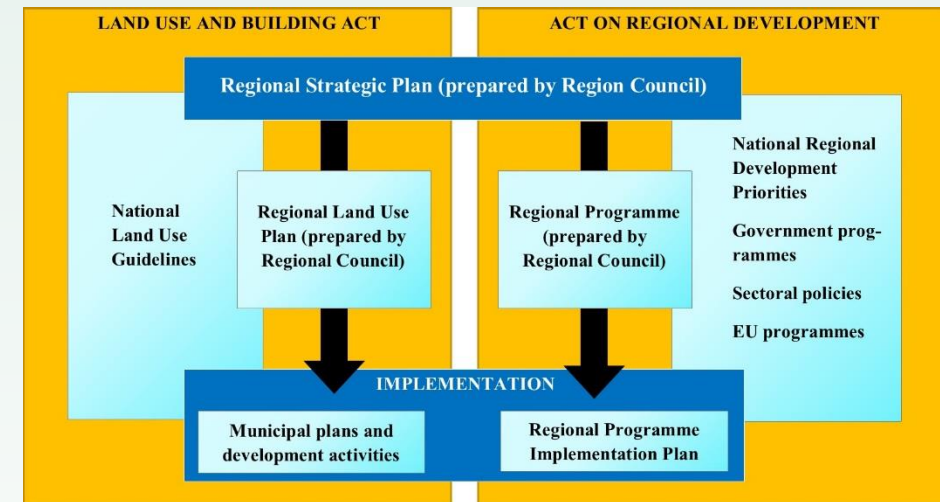 LAND USE AND BUILDING ACT
ACT ON REGIONAL DEVELOPMENT
Regional Strategic Plan (prepared by Region Council)
National
Land Use
Guidelines
Regional Land Use
Plan (prepared by
Regional Council)
Regional Programme
(prepared by
Regional Council)
National Regional
Development
Priorities
Government prog-
rammes
Sectoral policies
EU programmes
IMPLEMENTATION
Municipal plans and
development activities
Regional Programme
Implementation Plan